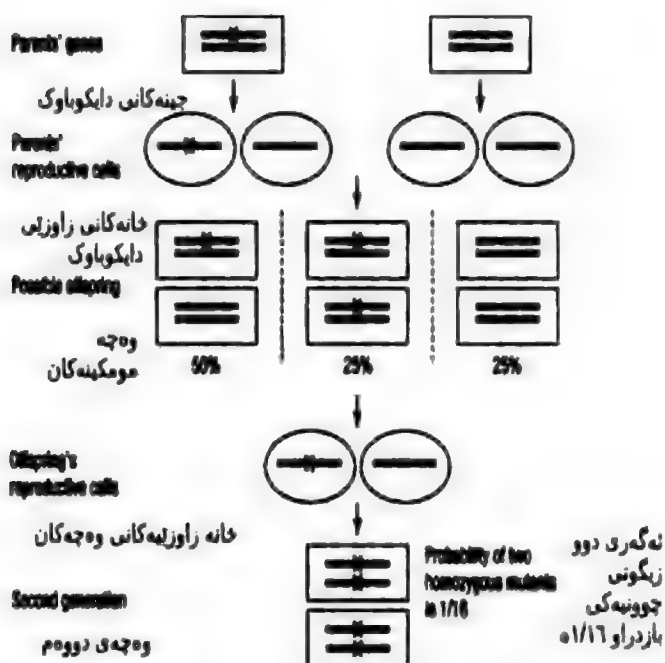 Parents' genes
جینەکانی دایکوباوک
Parents'
reproductive cells
خانەکانی زاوزێی
دایکوباوک
Possible offspring
وەچە
مومکینەکان
50%
25%
25%
Offspring's
reproductive cells
خانە زاوزێیەکانی وەچەکان
Second generation
وەچەی دووەم
Probability of two
homozygous mutants
is 1/16
ئەگەری دوو
زیگوتی
چوونیەکی
بازدراو ١/١٦ە